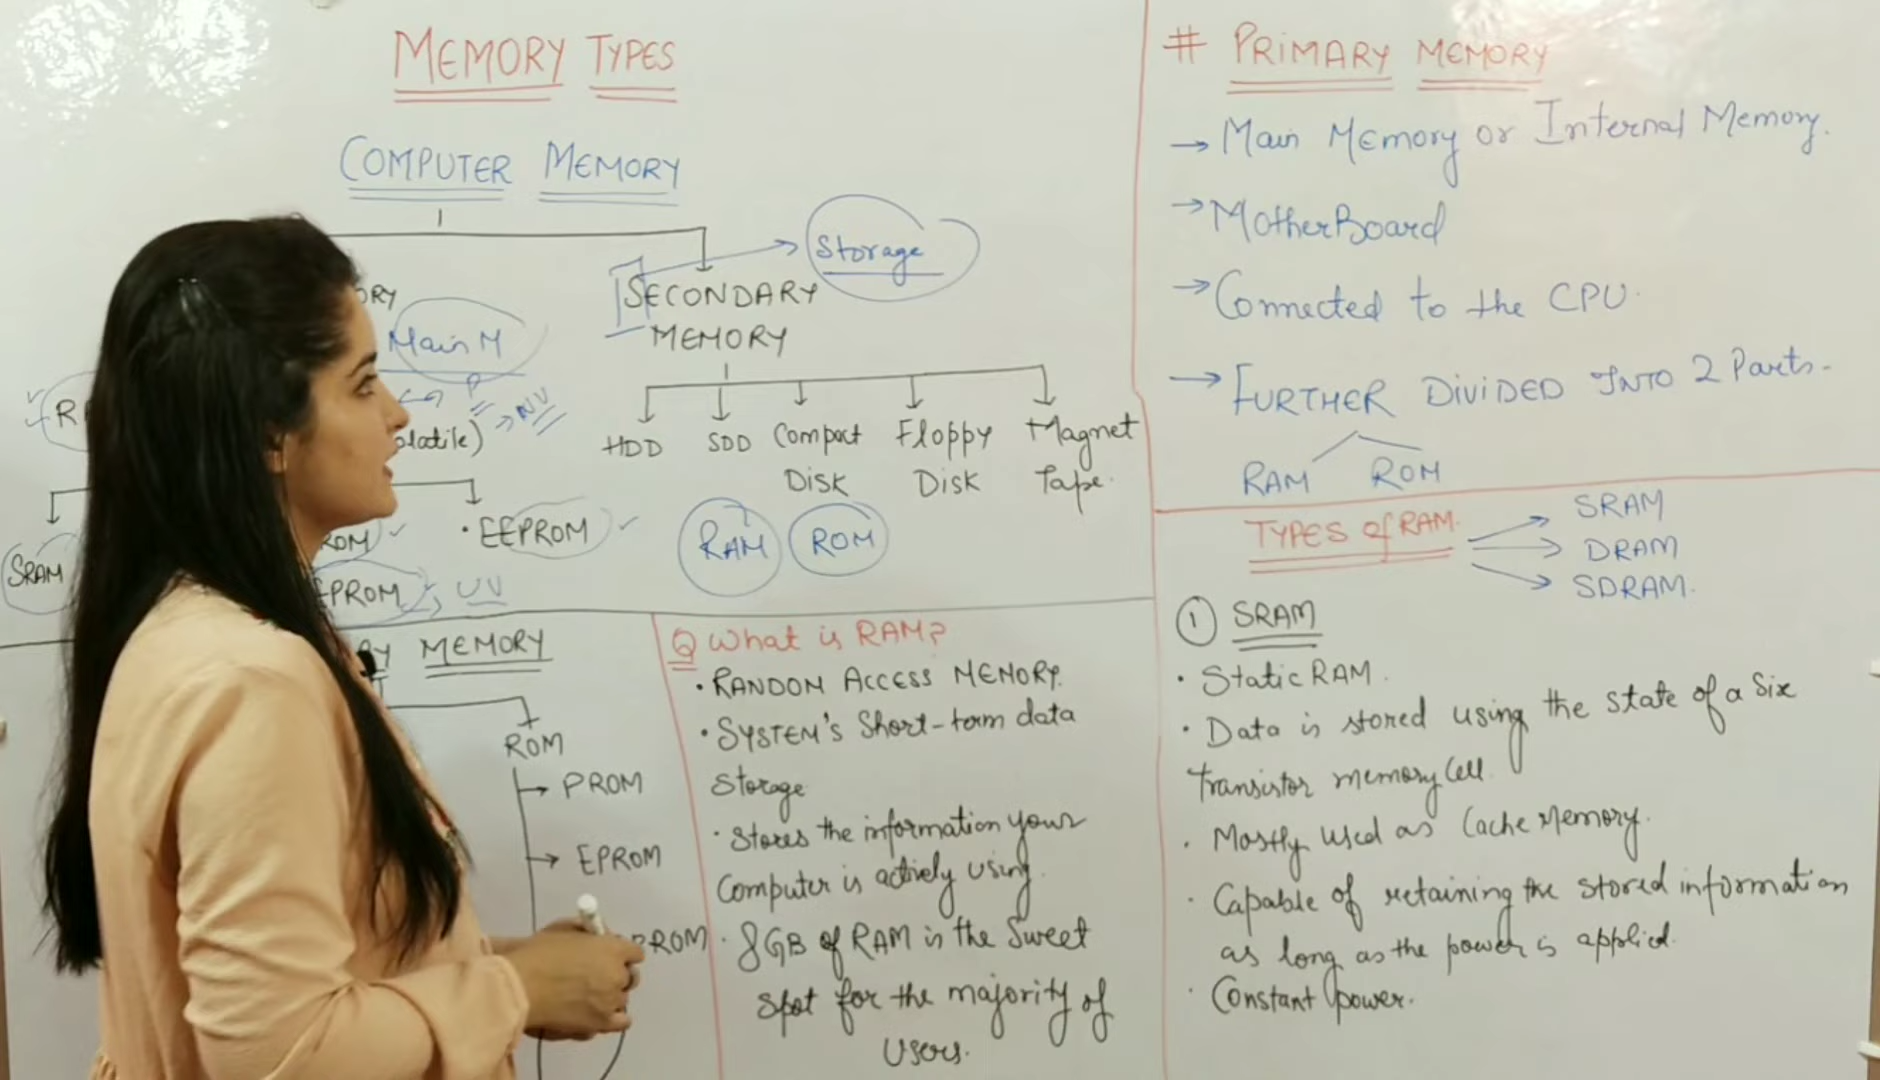 MEMORY TYPES
COMPUTER MEMORY
Storage
ORY
SECONDARY
MEMORY
Main M
P
NV
olatile)
HDD SDD Compact Disk Floppy Disk Magnet Tape.
SRAM
ROM
EPROM
UV
• EEPROM
RAM ROM
MEMORY
ROM
→ PROM
→ EPROM
PROM
Q What is RAM?
• RANDOM ACCESS MEMORY.
• SYSTEM'S Short-term data
Storage
• Stores the information your
Computer is actively using.
• 8GB of RAM is the Sweet
spot for the majority of
Users.
# PRIMARY MEMORY
→ Main Memory or Internal Memory.
→ MotherBoard
→ Connected to the CPU.
→ FURTHER DIVIDED INTO 2 Parts.
RAM ROM
TYPES of RAM.
SRAM
DRAM
SDRAM.
1 SRAM
• Static RAM.
• Data is stored using the state of a Six
transistor memory Cell.
• Mostly Used as Cache Memory.
• Capable of retaining the stored information
as long as the power is applied.
• Constant power.